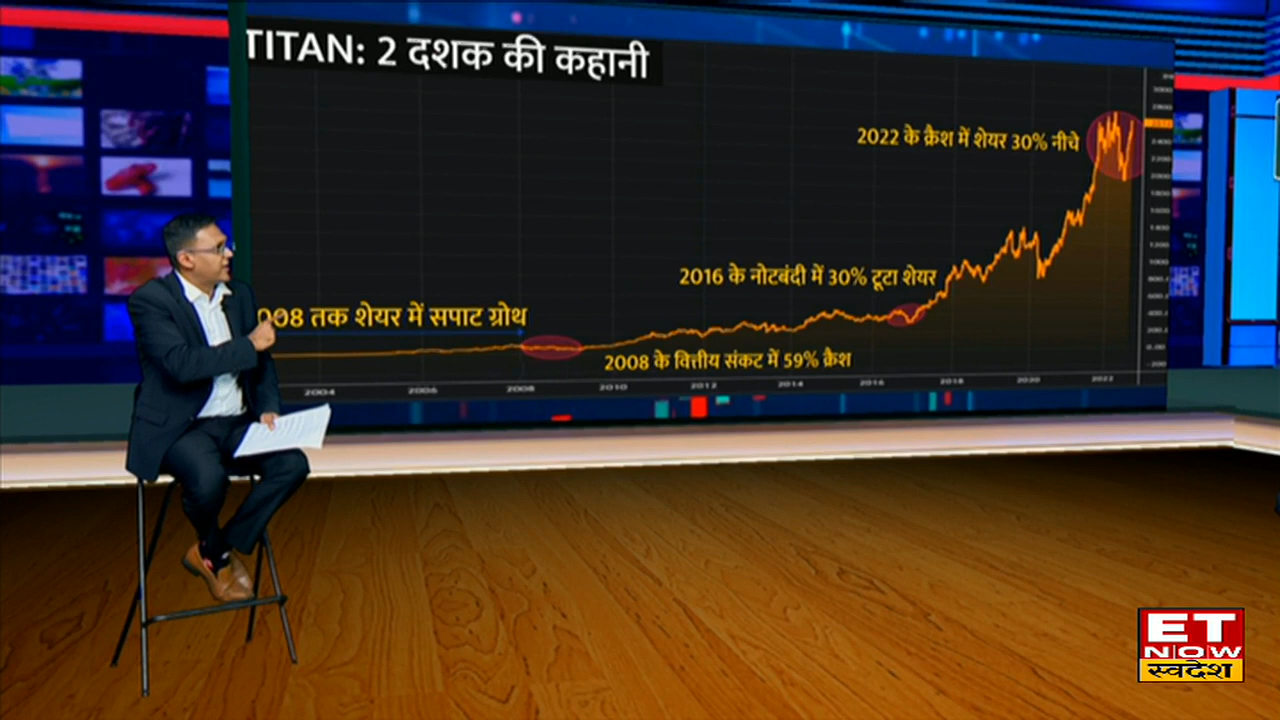 TITAN: 2 दशक की कहानी
2022 के क्रैश में शेयर 30% नीचे
2016 के नोटबंदी में 30% टूटा शेयर
008 तक शेयर में सपाट ग्रोथ
2008 के वित्तीय संकट में 59% क्रैश
2004 2006 2008 2010 2012 2014 2016 2018 2020 2022
ET
NOW
स्वदेश